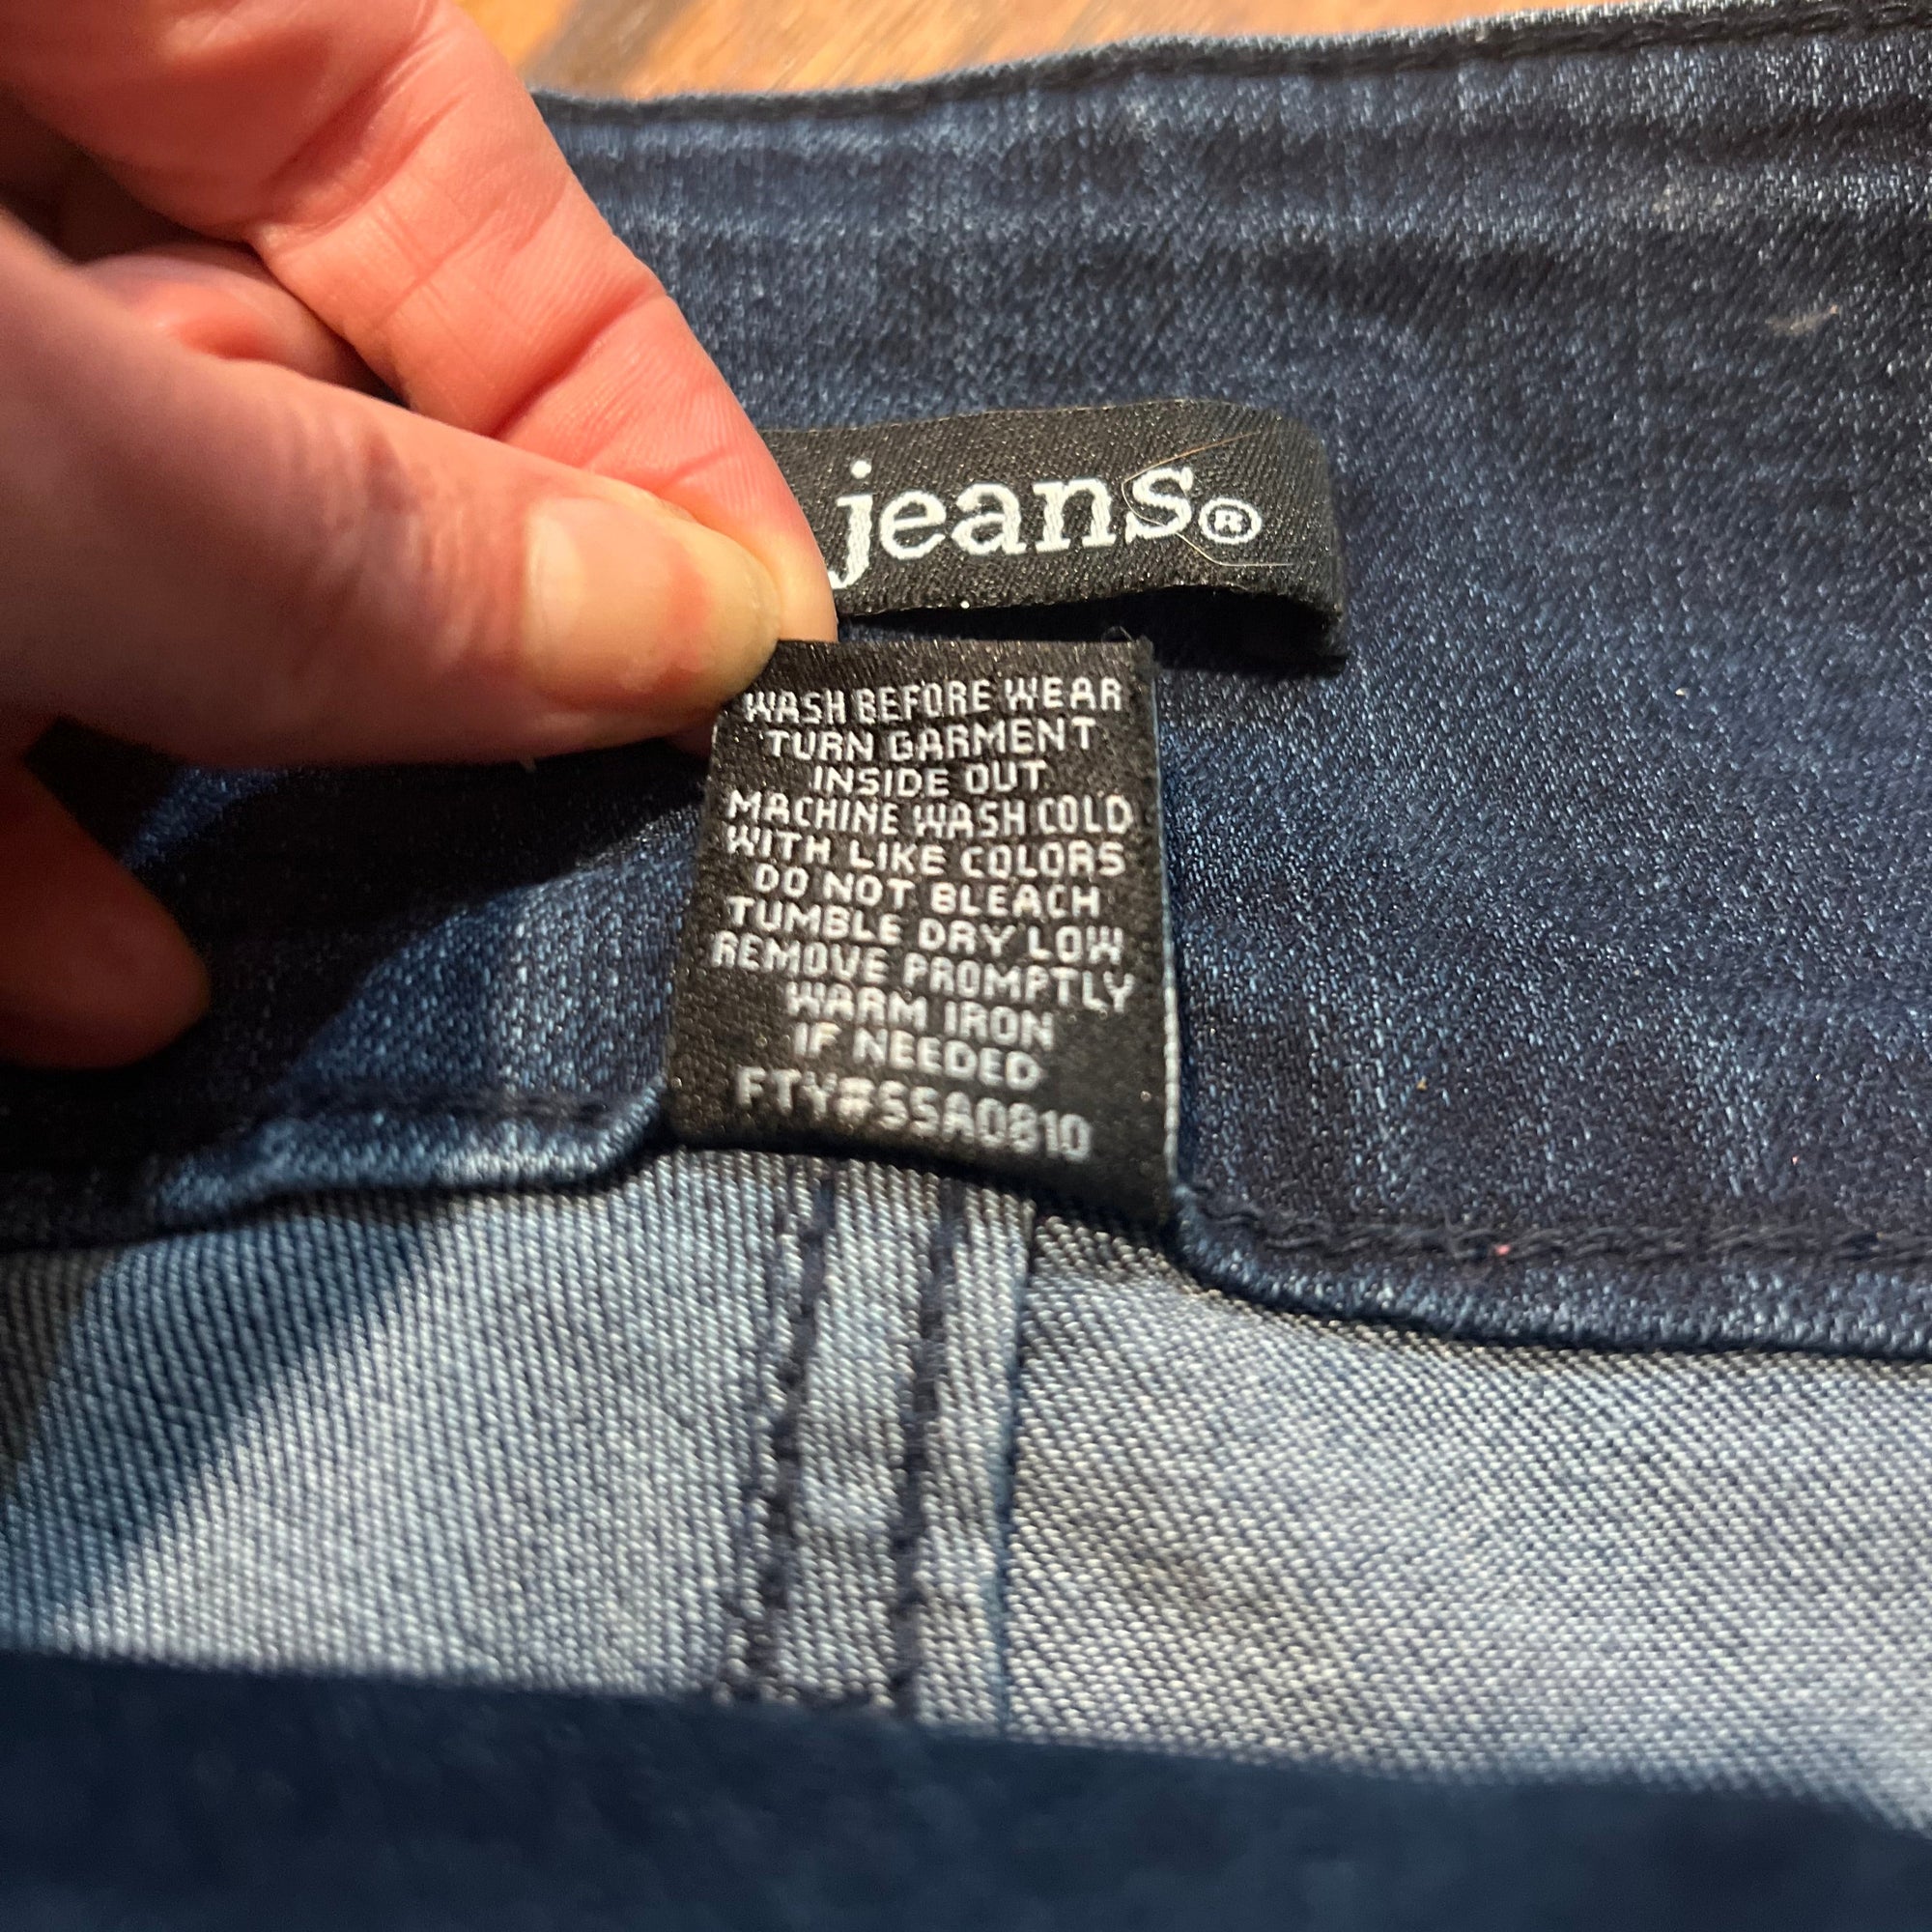 jeans®
WASH BEFORE WEAR
TURN GARMENT
INSIDE OUT
MACHINE WASH COLD
WITH LIKE COLORS
DO NOT BLEACH
TUMBLE DRY LOW
REMOVE PROMPTLY
WARM IRON
IF NEEDED
FTY#SSA0810